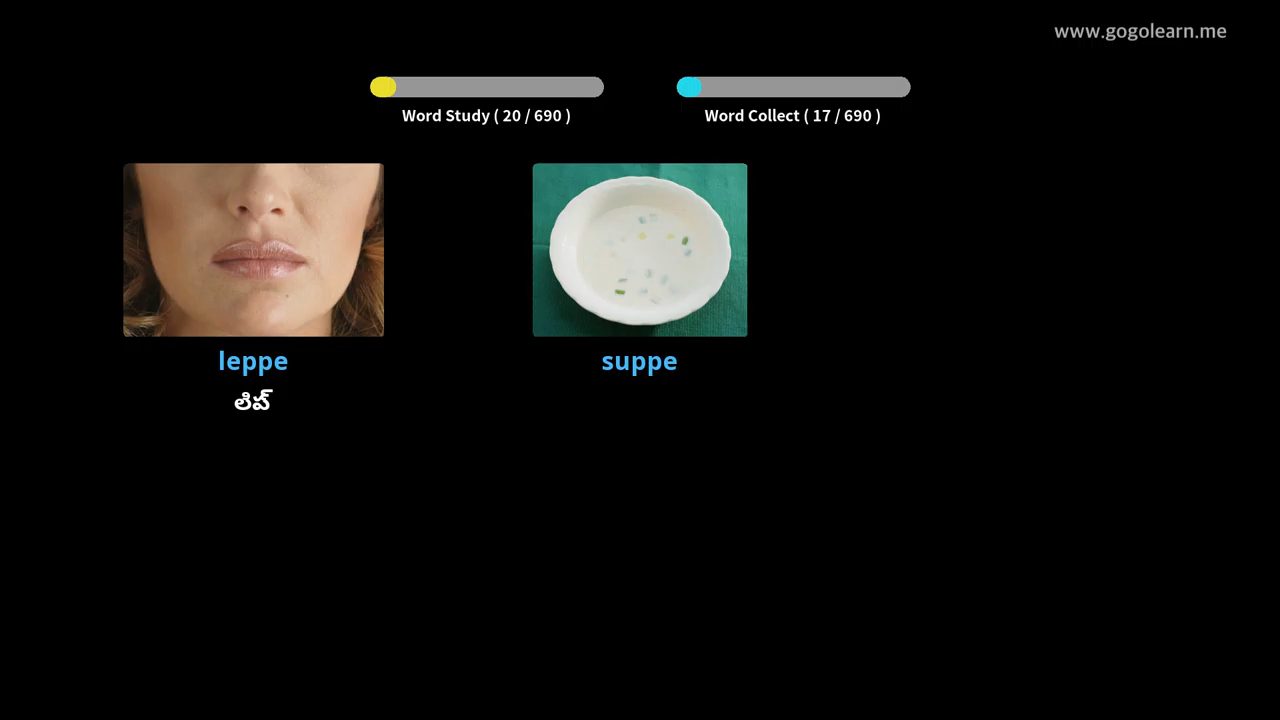 www.gogolearn.me
Word Study ( 20 / 690 )
Word Collect ( 17 / 690 )
leppe
suppe
లిప్